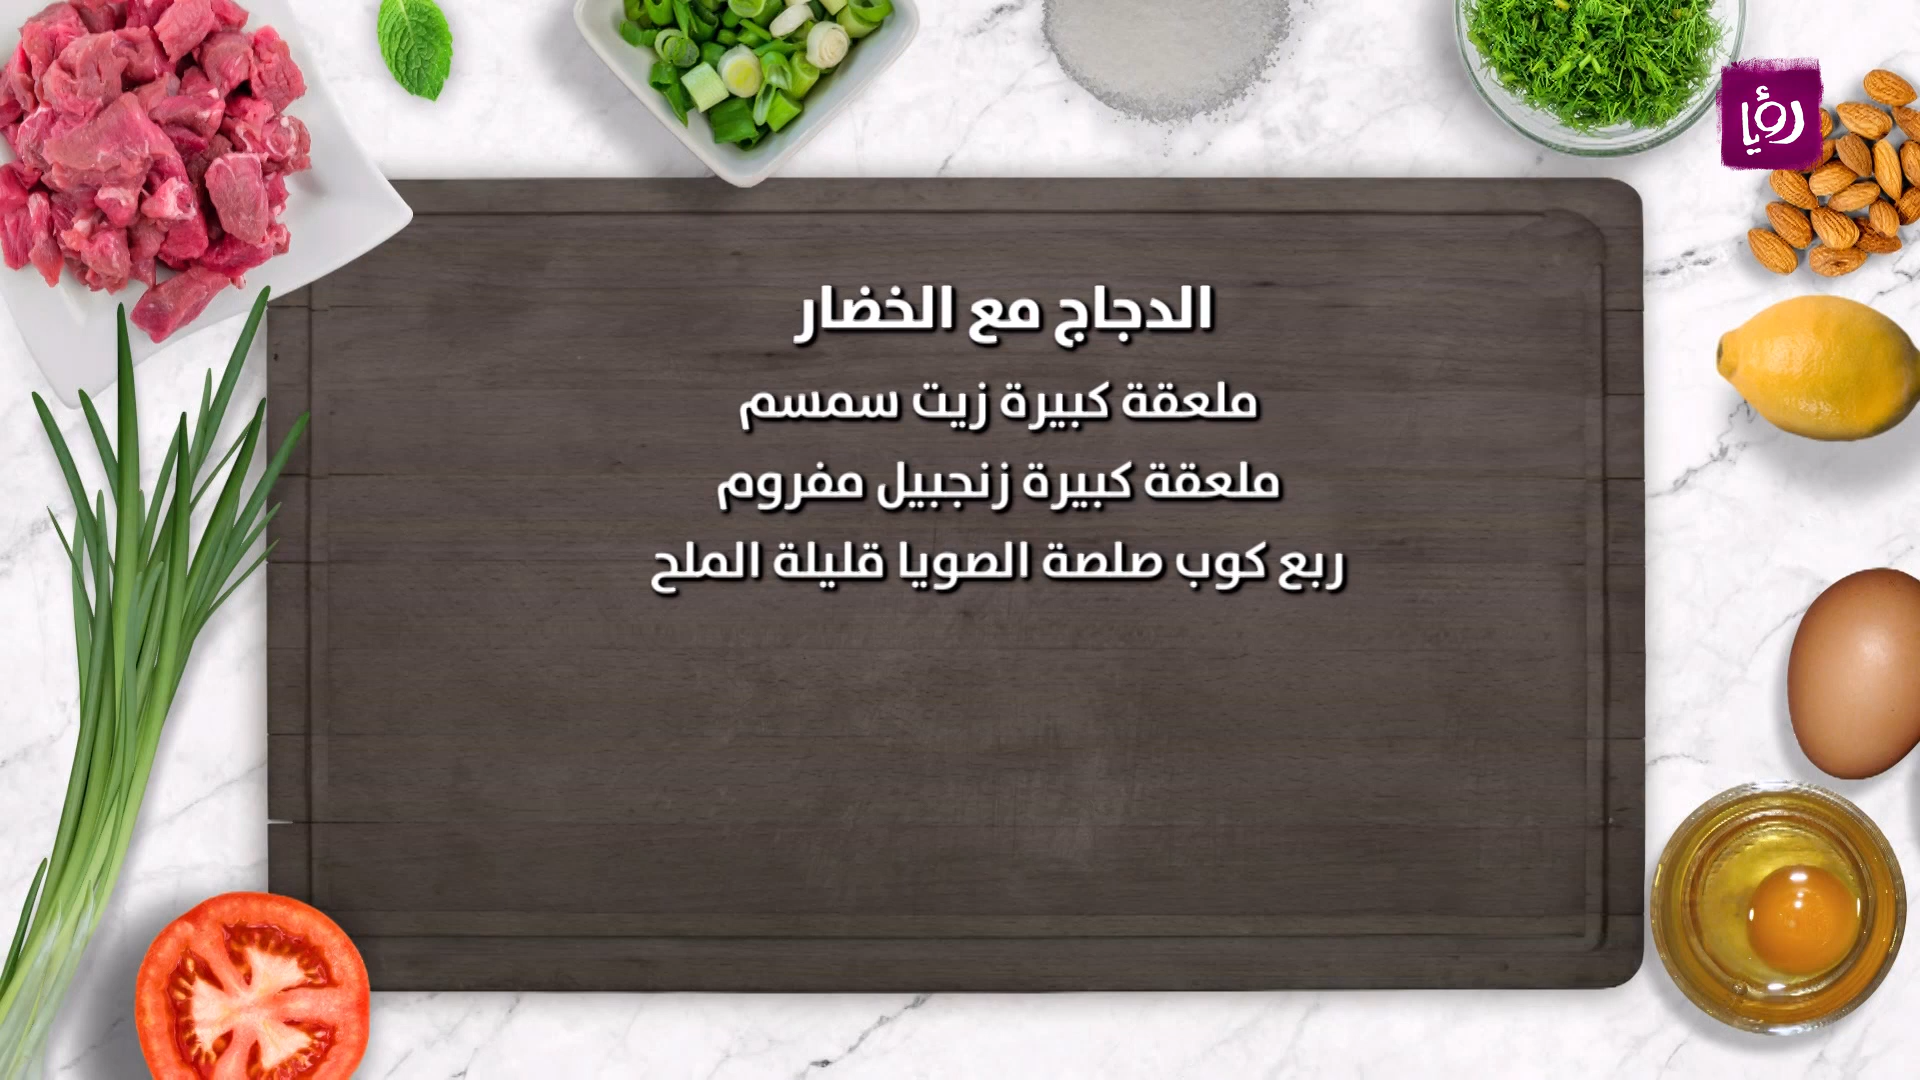 رؤيا
الدجاج مع الخضار
ملعقة كبيرة زيت سمسم
ملعقة كبيرة زنجبيل مفروم
ربع كوب صلصة الصويا قليلة الملح